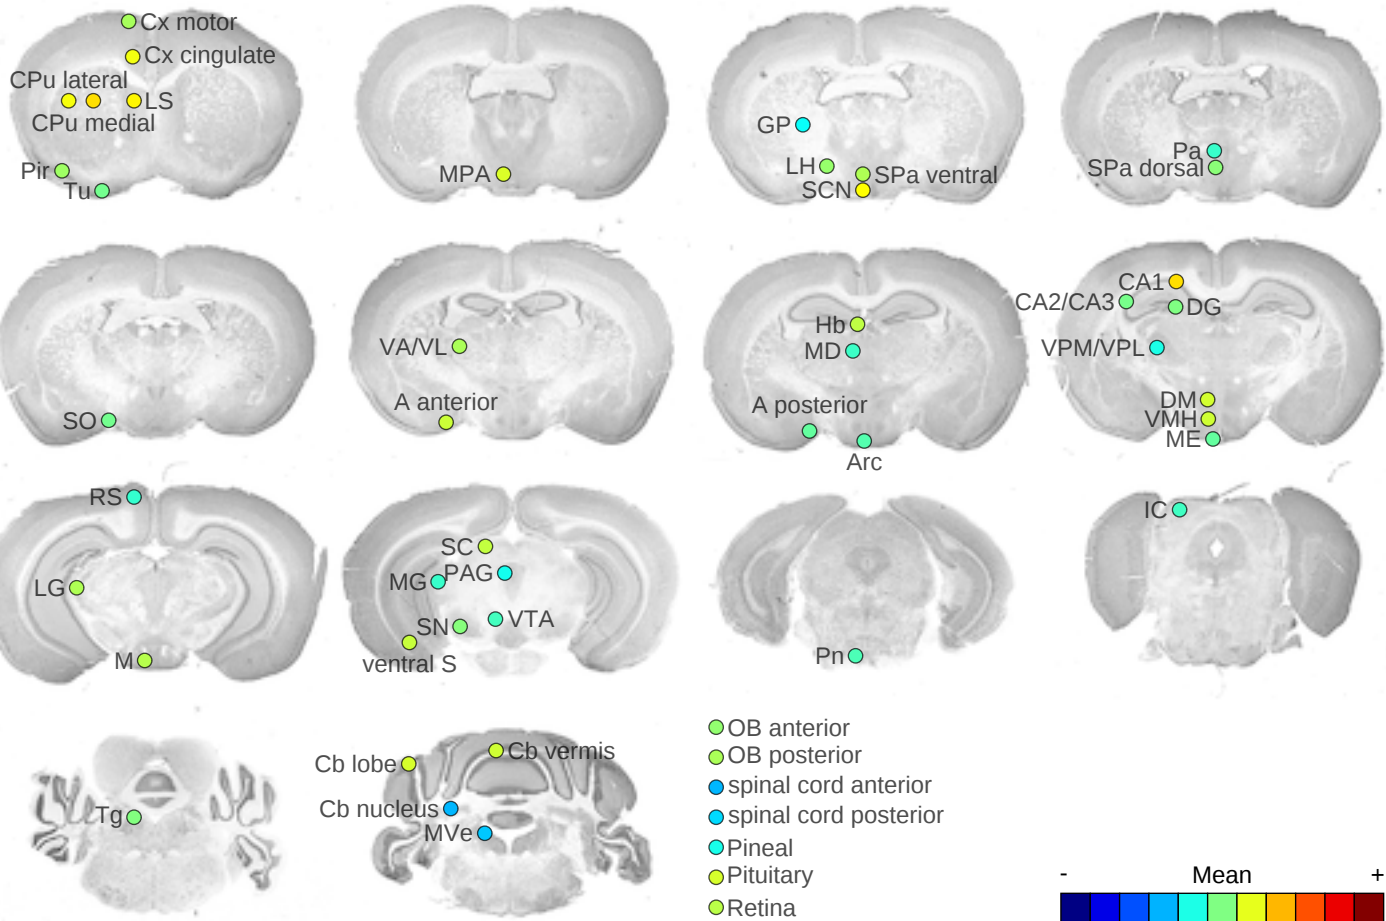 Cx motor
Cx cingulate
CPu lateral
LS
CPu medial
Pir
Tu
MPA
GP
LH
SPa ventral
SCN
Pa
SPa dorsal
SO
VA/VL
A anterior
Hb
MD
A posterior
Arc
CA1
CA2/CA3
DG
VPM/VPL
DM
VMH
ME
RS
LG
M
SC
PAG
MG
VTA
SN
ventral S
Pn
IC
Tg
Cb lobe
Cb vermis
Cb nucleus
MVe
OB anterior
OB posterior
spinal cord anterior
spinal cord posterior
Pineal
Pituitary
Retina
- Mean +